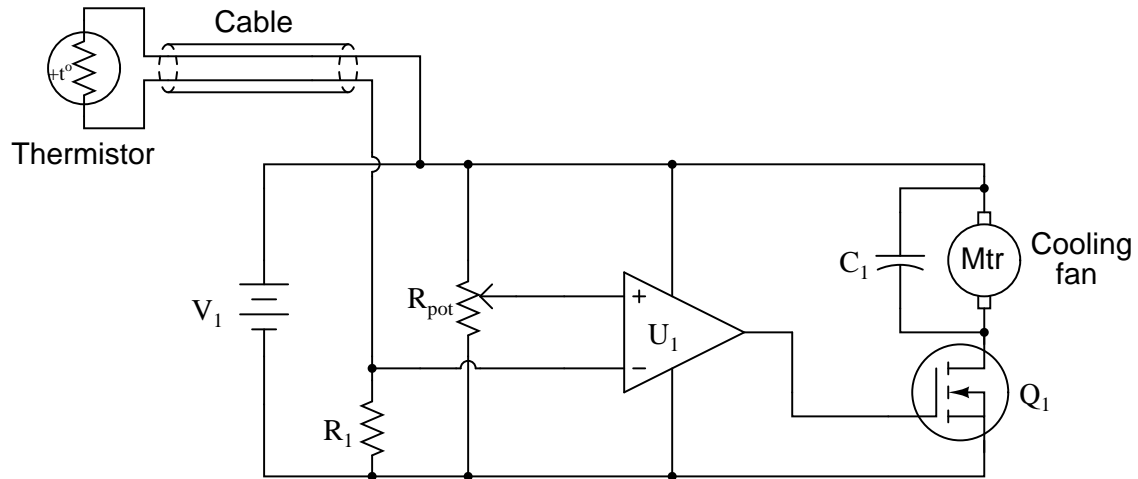 Cable
+t°
Thermistor
V1
R1
Rpot
+
−
U1
C1
Mtr
Cooling
fan
Q1